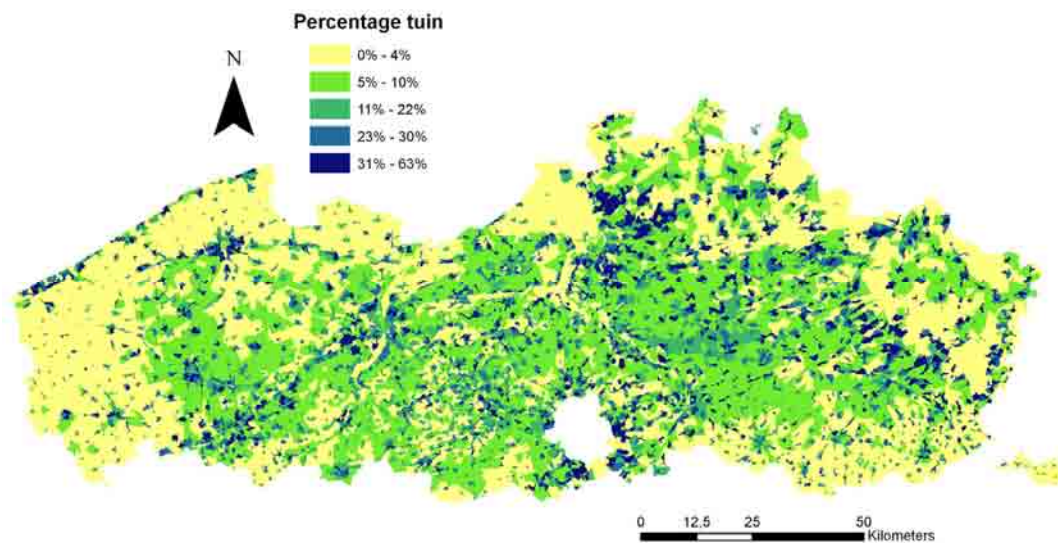 Percentage tuin
N
0% - 4%
5% - 10%
11% - 22%
23% - 30%
31% - 63%
0 12,5 25 50
Kilometers